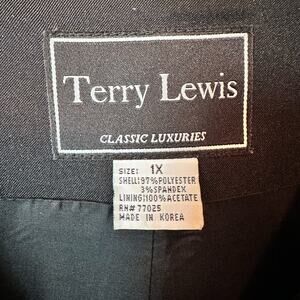 Terry Lewis
CLASSIC LUXURIES
SIZE: 1X
SHELL:97%POLYESTER
3%SPANDEX
LINING:100%ACETATE
RN# 77025
MADE IN KOREA